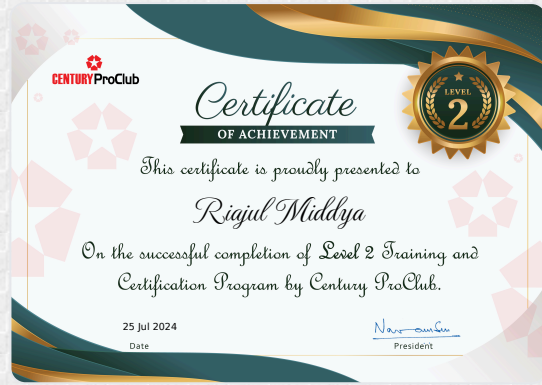 CENTURY ProClub
Certificate
OF ACHIEVEMENT
LEVEL
2
This certificate is proudly presented to
Riajul Middya
On the successful completion of Level 2 Training and
Certification Program by Century ProClub.
25 Jul 2024
Date
President